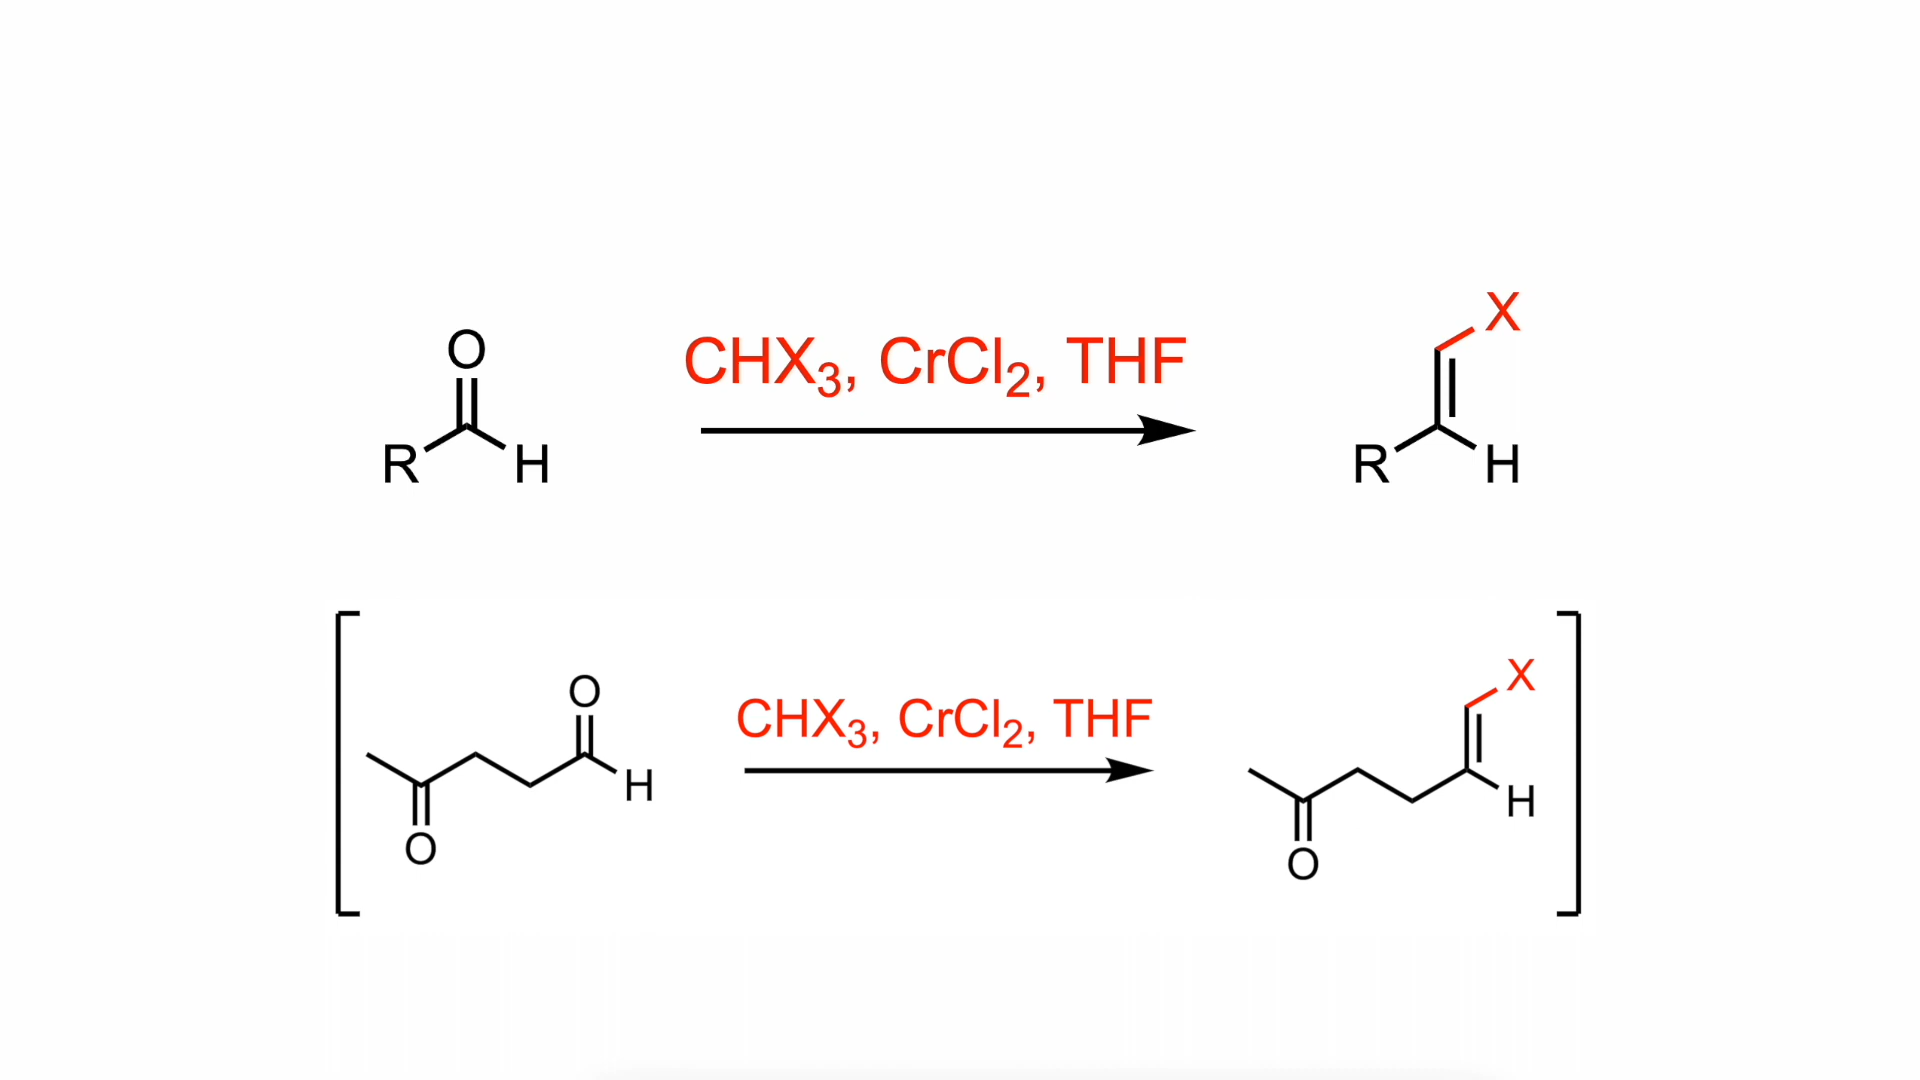 O
R H
CHX₃, CrCl₂, THF
X
R H
O
H
O
CHX₃, CrCl₂, THF
X
H
O